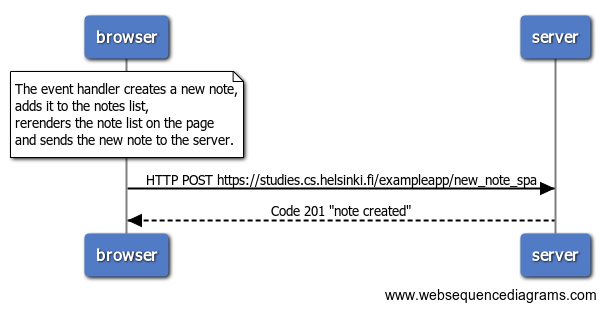 browser
server
The event handler creates a new note,
adds it to the notes list,
rerenders the note list on the page
and sends the new note to the server.
HTTP POST https://studies.cs.helsinki.fi/exampleapp/new_note_spa
Code 201 "note created"
browser
server
www.websequencediagrams.com